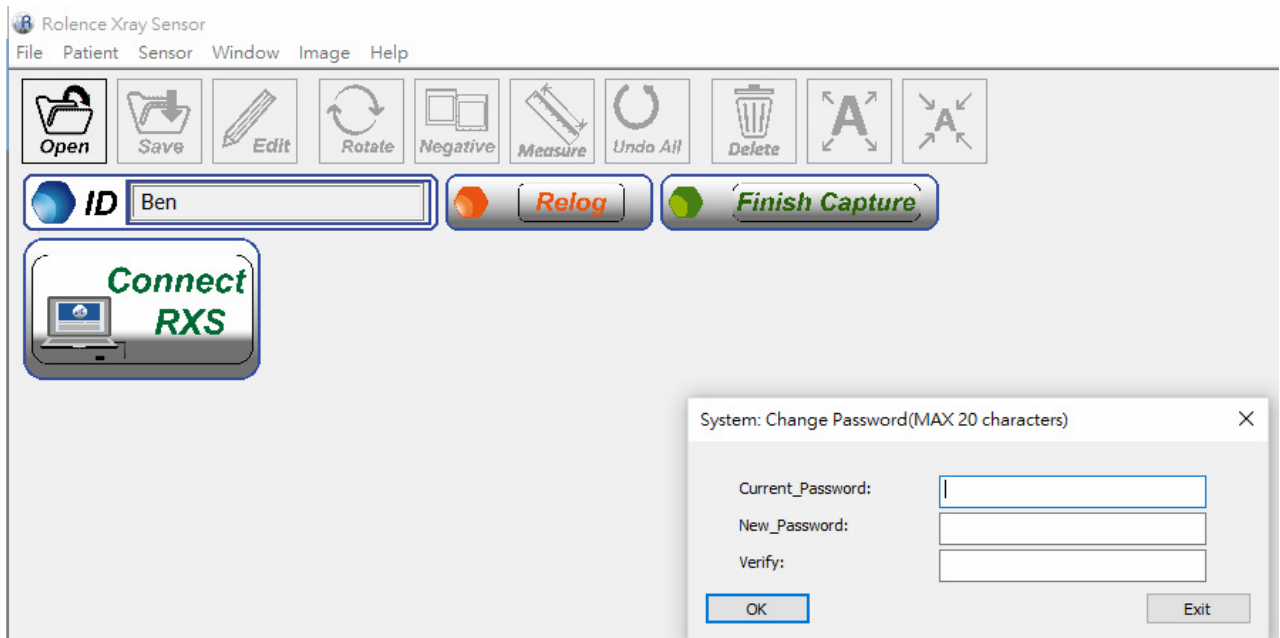 Rolence Xray Sensor
File Patient Sensor Window Image Help
Open Save Edit Rotate Negative Measure Undo All Delete A A
ID Ben Relog Finish Capture
Connect
RXS
System: Change Password(MAX 20 characters)
Current_Password:
New_Password:
Verify:
OK Exit